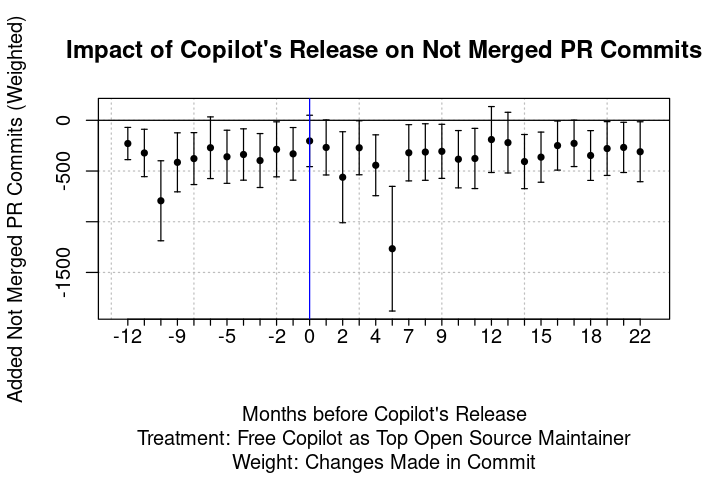 Impact of Copilot's Release on Not Merged PR Commits
Added Not Merged PR Commits (Weighted)
0
-500
-1500
-12 -9 -5 -2 0 2 4 7 9 12 15 18 22
Months before Copilot's Release
Treatment: Free Copilot as Top Open Source Maintainer
Weight: Changes Made in Commit